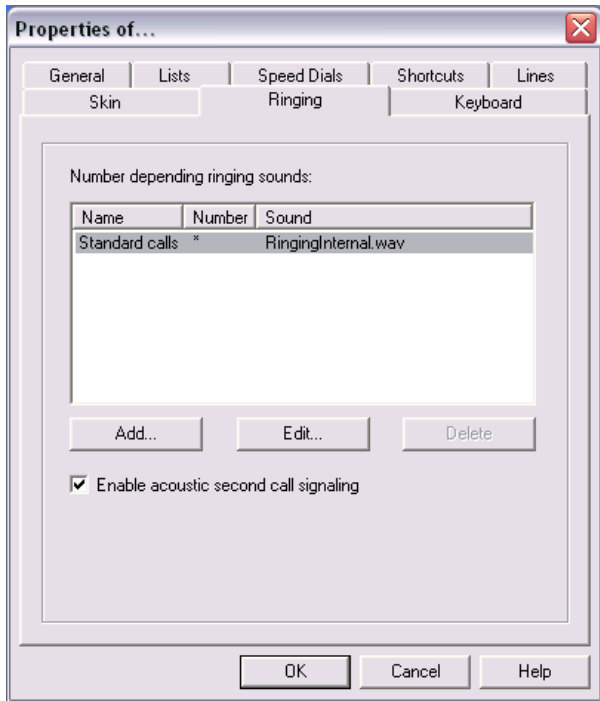 Properties of...
General Lists Speed Dials Shortcuts Lines
Skin Ringing Keyboard
Number depending ringing sounds:
Name Number Sound
Standard calls * RingingInternal.wav
Add... Edit... Delete
Enable acoustic second call signaling
OK Cancel Help